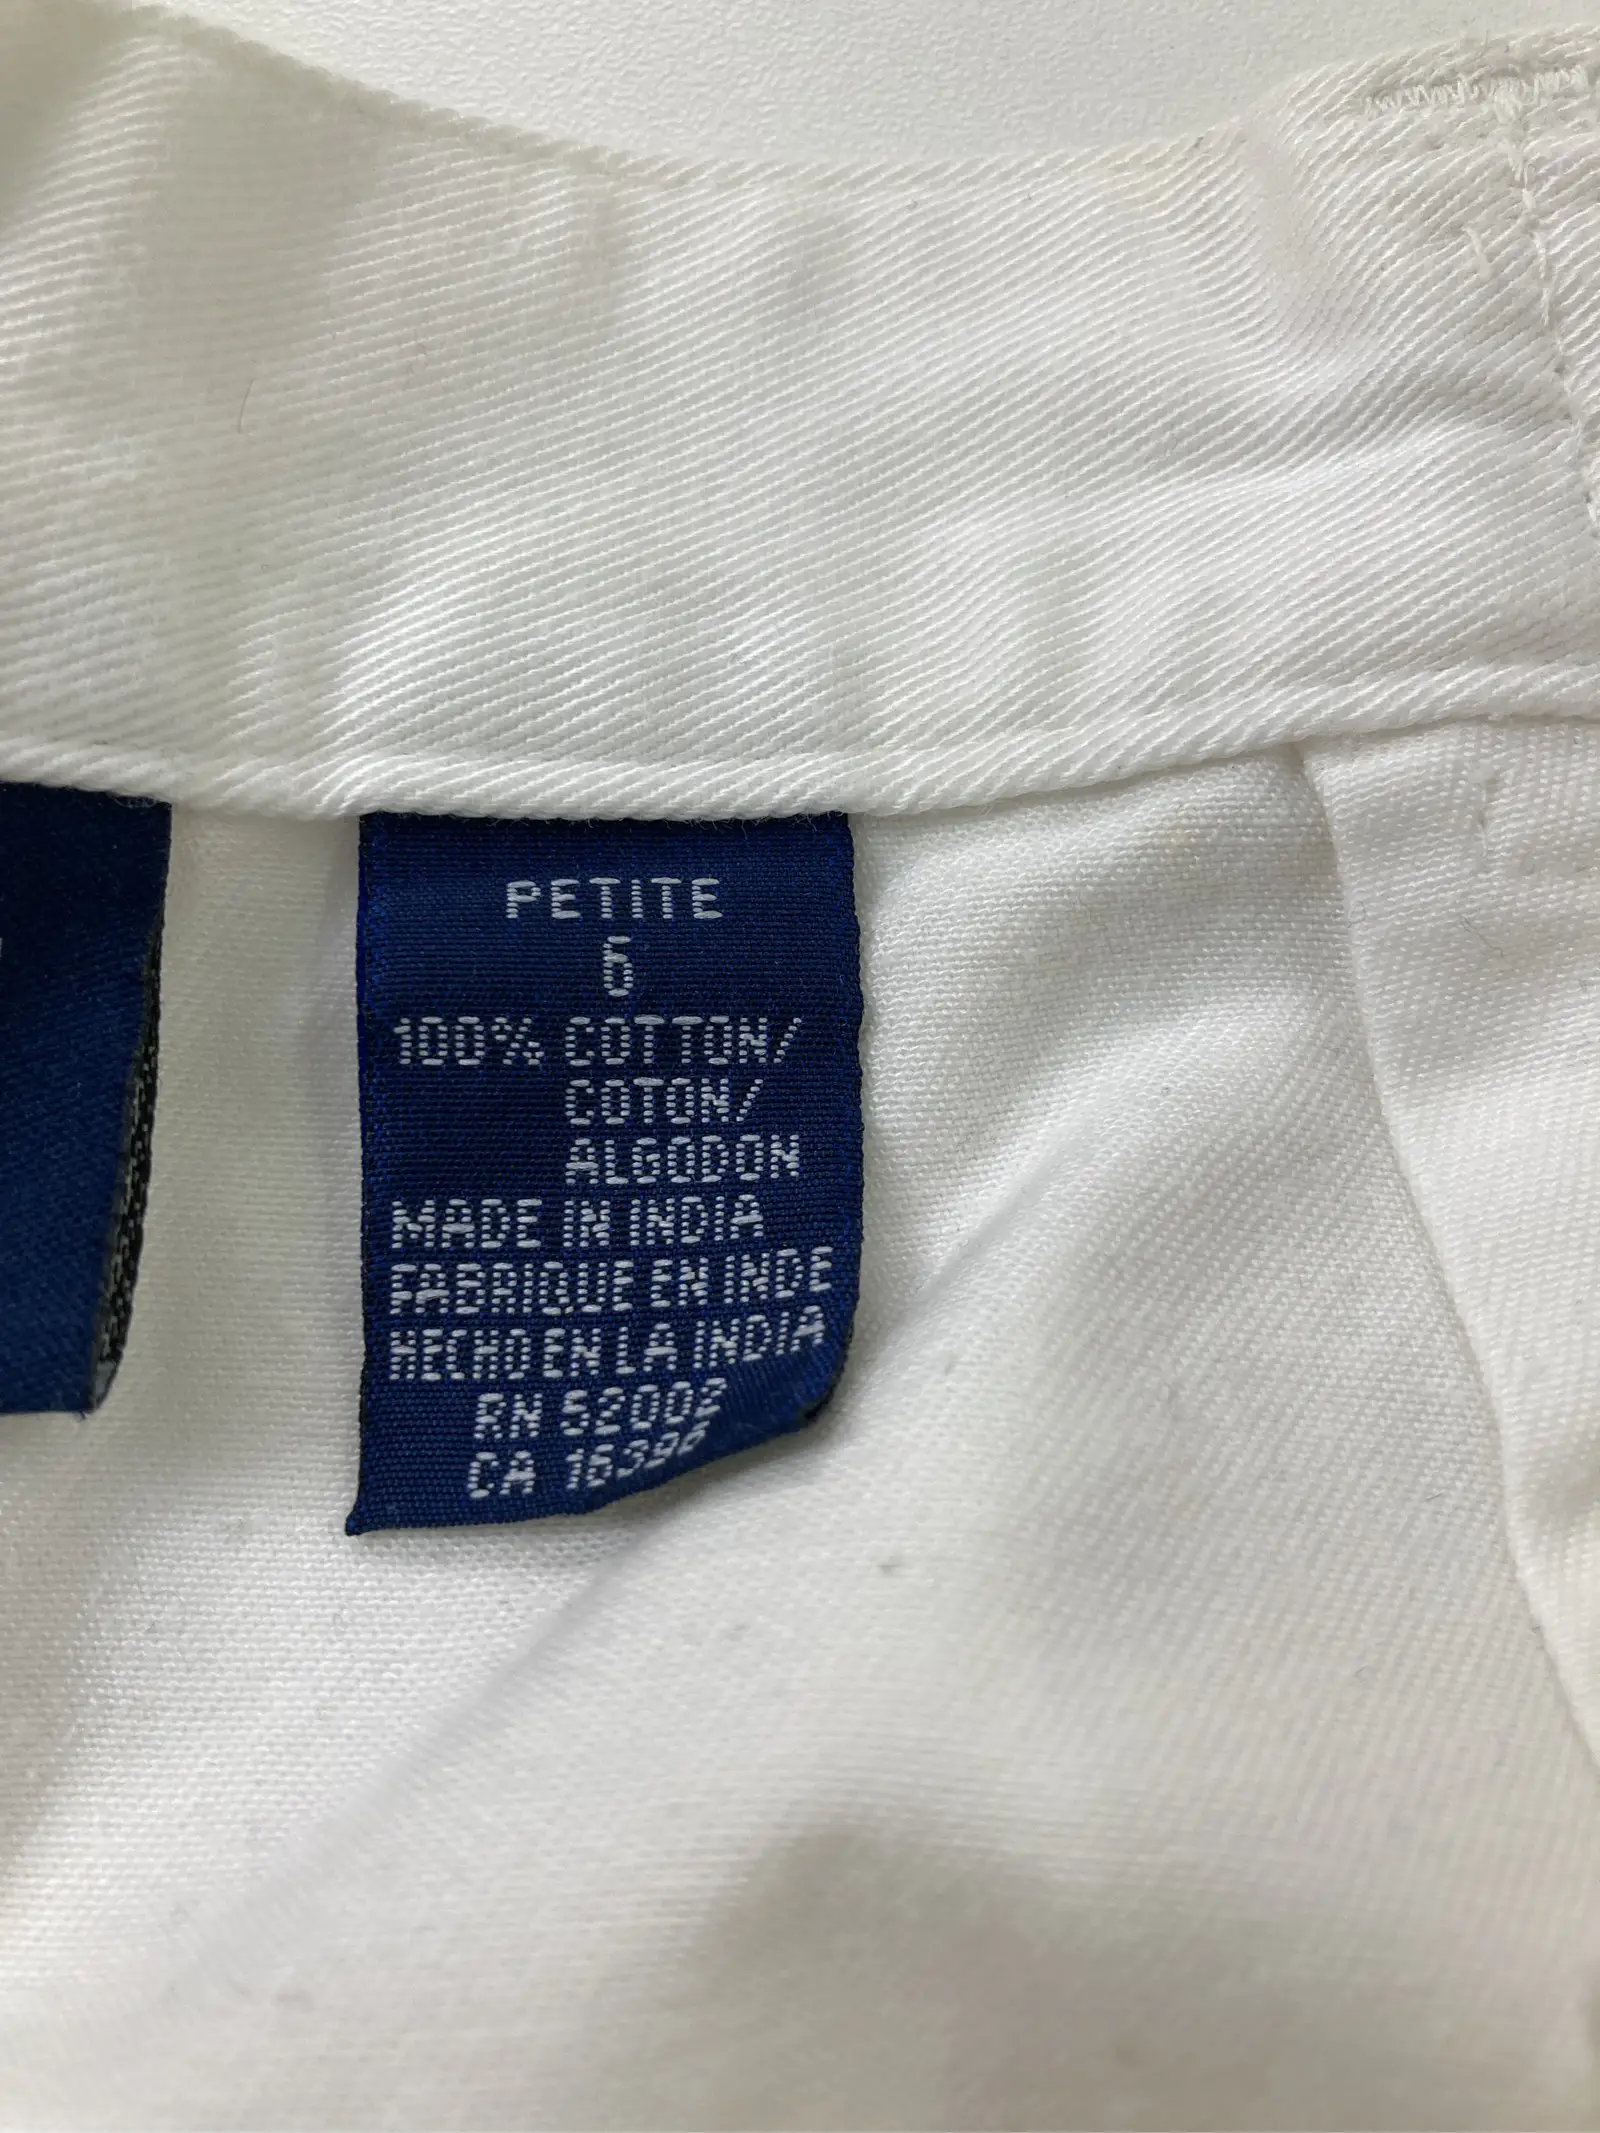 PETITE
6
100% COTTON/
COTON/
ALGODON
MADE IN INDIA
FABRIQUE EN INDE
HECHO EN LA INDIA
RN 52002
CA 16398